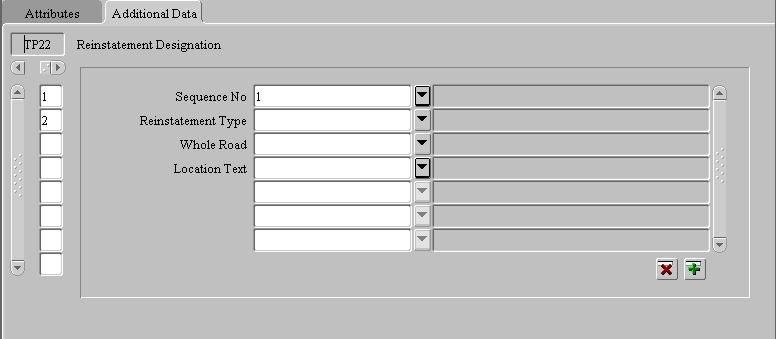 Attributes Additional Data
TP22 Reinstatement Designation
1 Sequence No 1
2 Reinstatement Type
Whole Road
Location Text